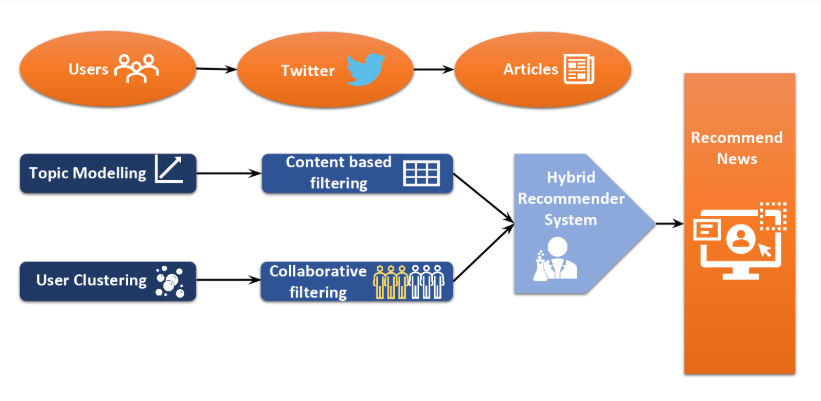 Users
Twitter
Articles
Recommend
News
Topic Modelling
Content based
filtering
Hybrid
Recommender
System
User Clustering
Collaborative
filtering